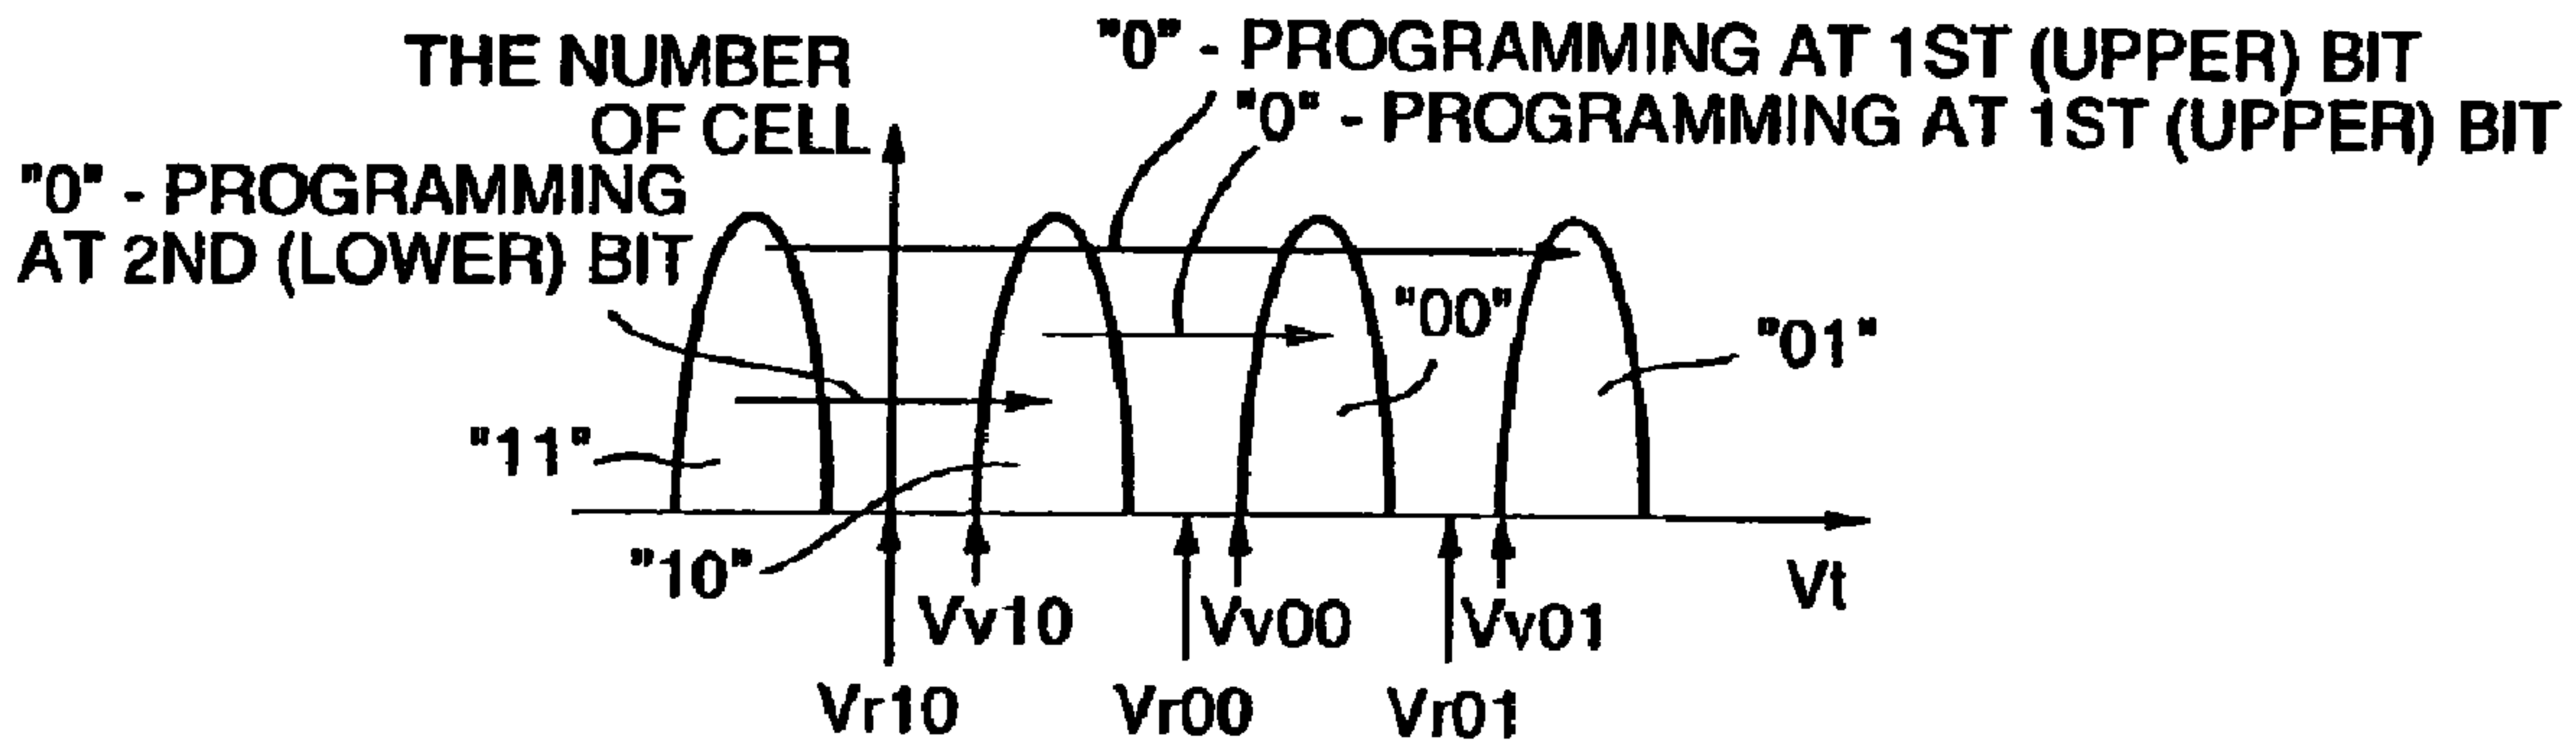 THE NUMBER
OF CELL
"0" - PROGRAMMING AT 1ST (UPPER) BIT
"0" - PROGRAMMING AT 1ST (UPPER) BIT
"0" - PROGRAMMING
AT 2ND (LOWER) BIT
"00"
"01"
"11"
"10"
Vt
Vv10
Vv00
Vv01
Vr10
Vr00
Vr01